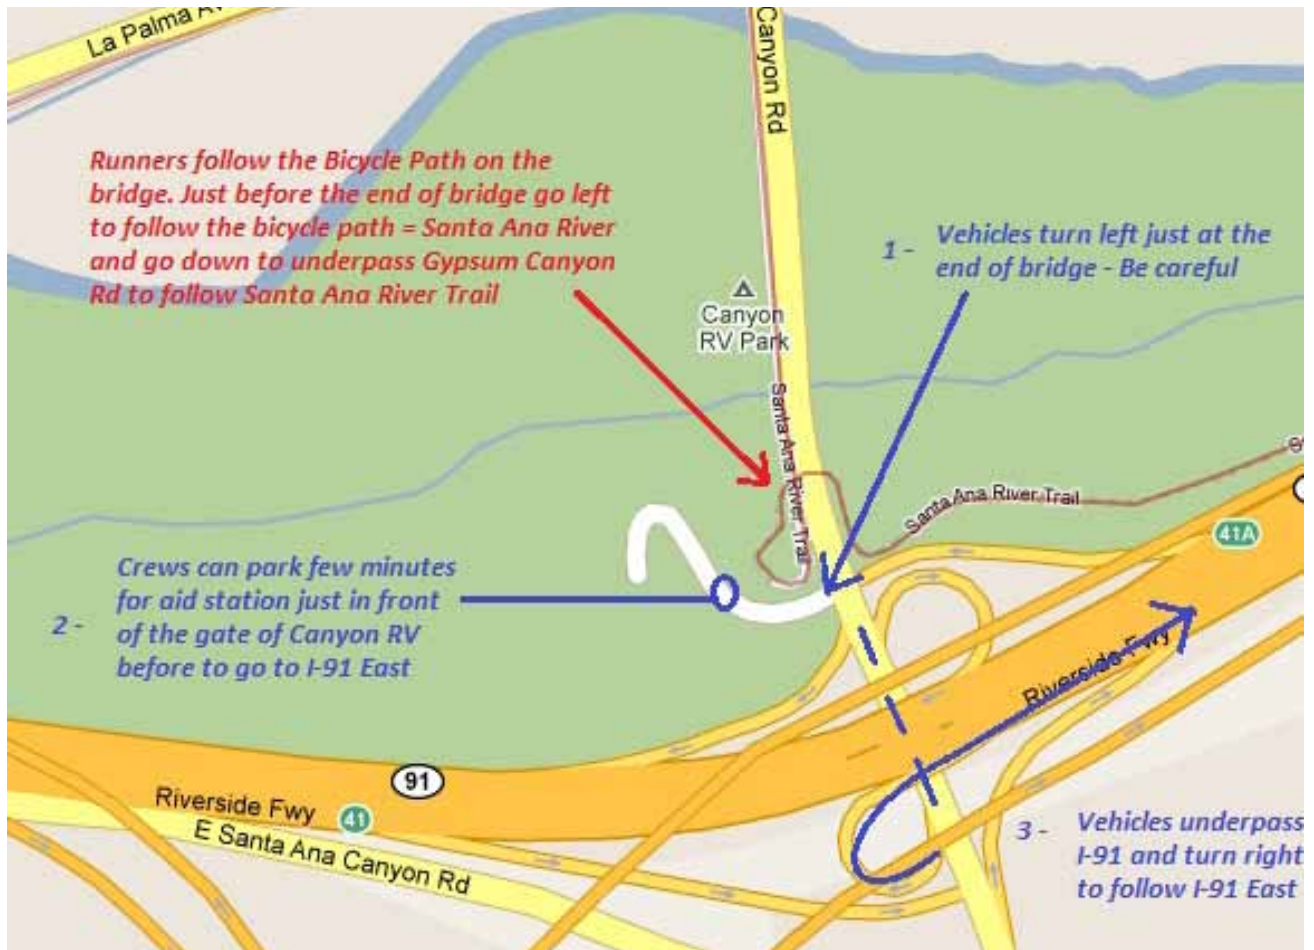 La Palma Av
Canyon Rd
Runners follow the Bicycle Path on the
bridge. Just before the end of bridge go left
to follow the bicycle path = Santa Ana River
and go down to underpass Gypsum Canyon
Rd to follow Santa Ana River Trail
1 - Vehicles turn left just at the
end of bridge - Be careful
Canyon
RV Park
Santa Ana River Trail
Santa Ana River Trail
S
41A
Crews can park few minutes
for aid station just in front
2 - of the gate of Canyon RV
before to go to I-91 East
Riverside Fwy
91
Riverside Fwy
41
E Santa Ana Canyon Rd
3 - Vehicles underpass
I-91 and turn right
to follow I-91 East